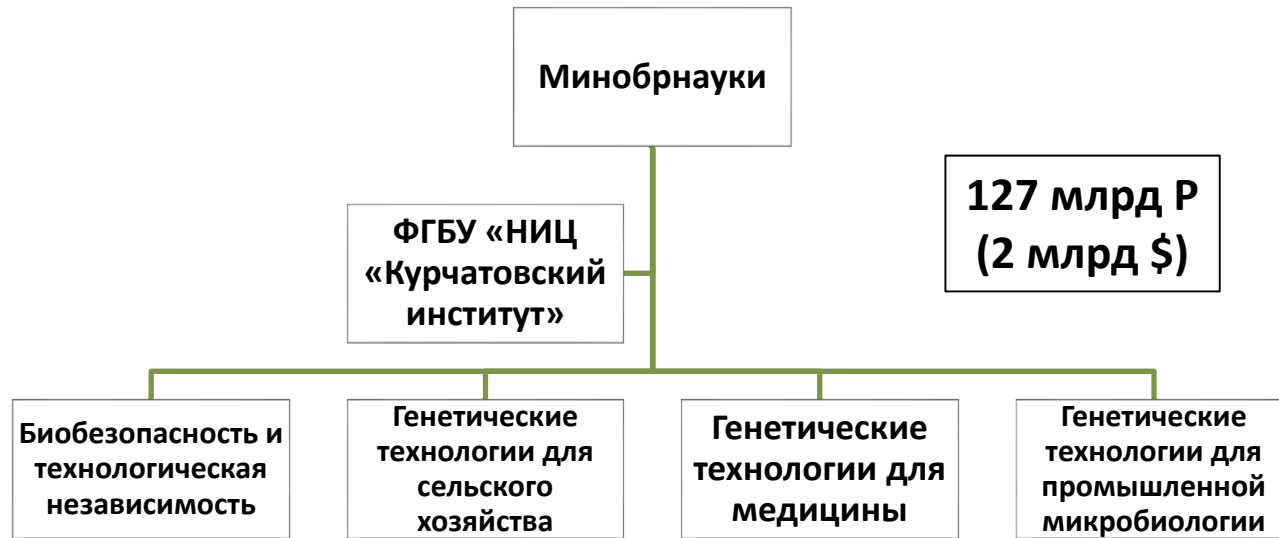 Минобрнауки
ФГБУ «НИЦ
«Курчатовский
институт»
127 млрд Р
(2 млрд $)
Биобезопасность и
технологическая
независимость
Генетические
технологии для
сельского
хозяйства
Генетические
технологии для
медицины
Генетические
технологии для
промышленной
микробиологии